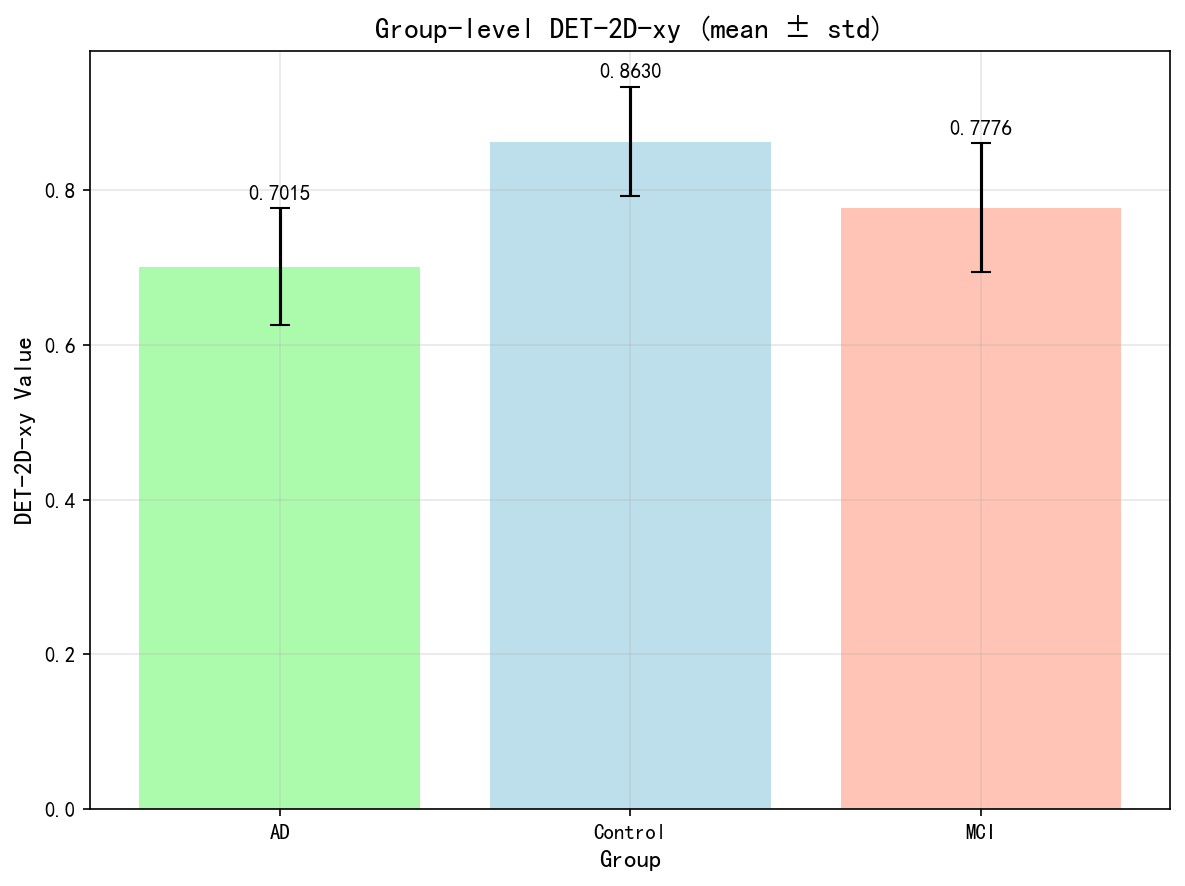 Group-level DET-2D-xy (mean ± std)
0.8630
0.7776
0.7015
0.8
0.6
0.4
0.2
0.0
DET-2D-xy Value
AD
Control
MCI
Group